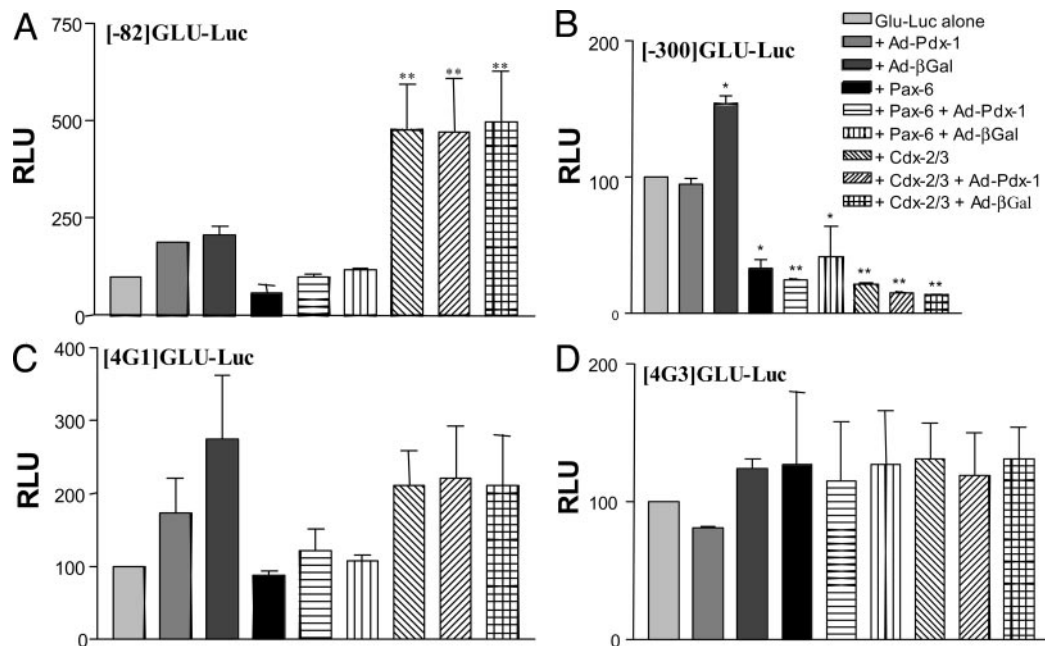 A
[-82]GLU-Luc
750
500
250
0
RLU
** ** **
B
[-300]GLU-Luc
200
100
0
RLU
* * ** * ** ** **
Glu-Luc alone
+ Ad-Pdx-1
+ Ad-βGal
+ Pax-6
+ Pax-6 + Ad-Pdx-1
+ Pax-6 + Ad-βGal
+ Cdx-2/3
+ Cdx-2/3 + Ad-Pdx-1
+ Cdx-2/3 + Ad-βGal
C
[4G1]GLU-Luc
400
300
200
100
0
RLU
D
[4G3]GLU-Luc
200
100
0
RLU